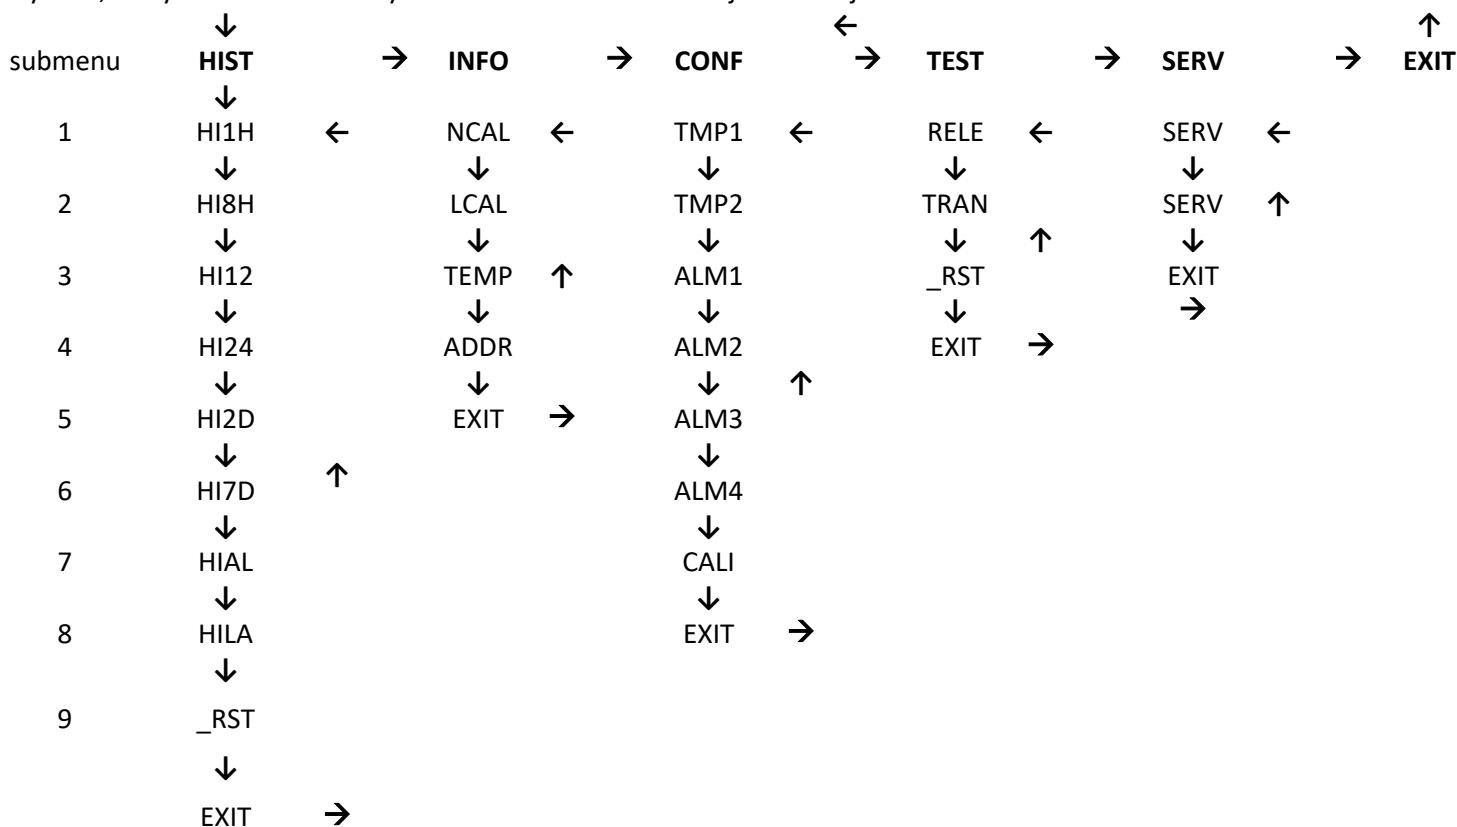 ↓ ← ↑
submenu HIST → INFO → CONF → TEST → SERV → EXIT
↓
1 HI1H ← NCAL ← TMP1 ← RELE ← SERV ←
↓ ↓ ↓ ↓ ↓
2 HI8H LCAL TMP2 TRAN SERV ↑
↓ ↓ ↓ ↓ ↑ ↓
3 HI12 TEMP ↑ ALM1 _RST EXIT
↓ ↓ ↓ ↓ →
4 HI24 ADDR ALM2 EXIT →
↓ ↓ ↓ ↑
5 HI2D EXIT → ALM3
↓ ↑ ↓
6 HI7D ALM4
↓ ↓
7 HIAL CALI
↓ ↓
8 HILA EXIT →
↓
9 _RST
↓
EXIT →